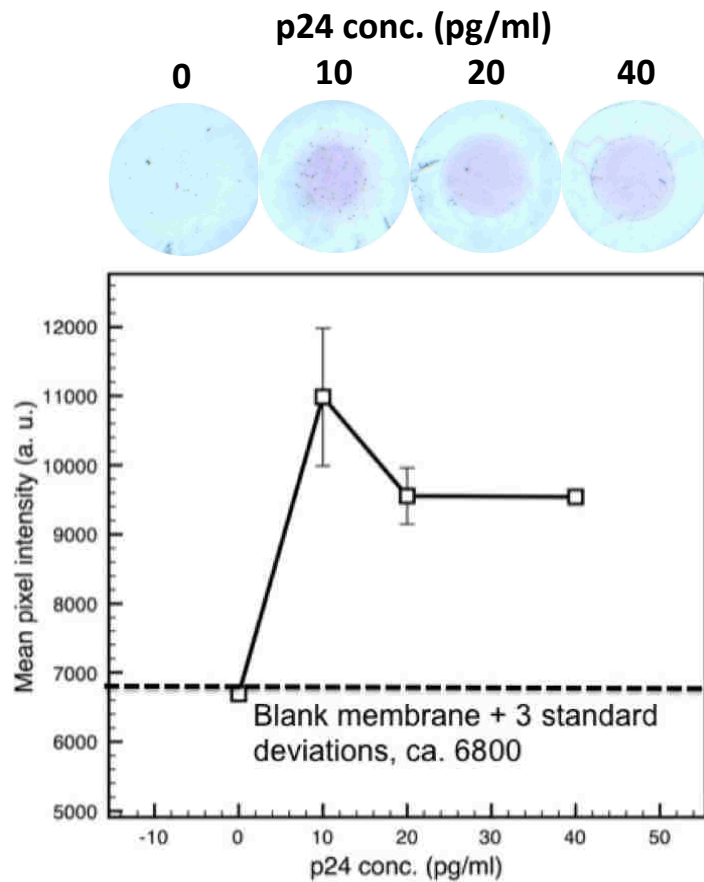 p24 conc. (pg/ml)
0 10 20 40
12000
11000
10000
9000
8000
7000
6000
5000
Mean pixel intensity (a. u.)
Blank membrane + 3 standard
deviations, ca. 6800
-10 0 10 20 30 40 50
p24 conc. (pg/ml)